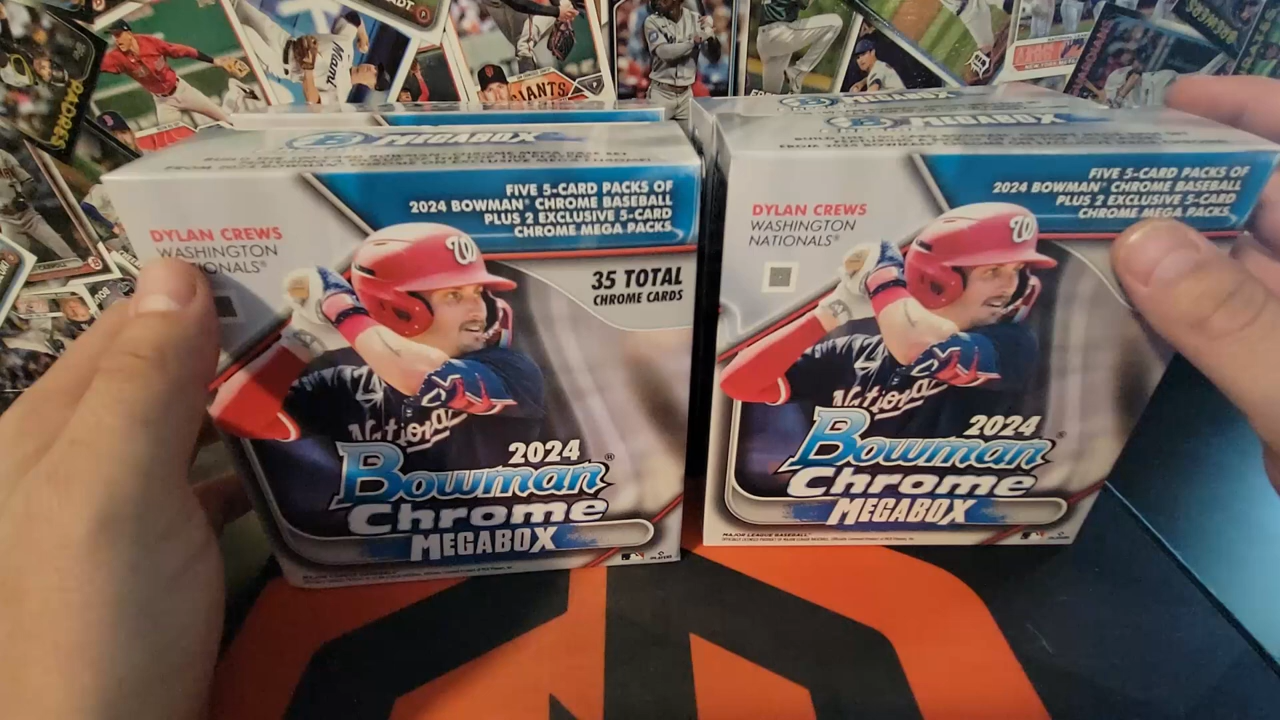 PADRES
Miami
GIANTS
MEGABOX
FIVE 5-CARD PACKS OF
2024 BOWMAN® CHROME BASEBALL
PLUS 2 EXCLUSIVE 5-CARD
CHROME MEGA PACKS
DYLAN CREWS
WASHINGTON
NATIONALS®
35 TOTAL
CHROME CARDS
W
Nationa
2024
Bowman®
Chrome
MEGABOX
MEGABOX
FIVE 5-CARD PACKS OF
2024 BOWMAN® CHROME BASEBALL
PLUS 2 EXCLUSIVE 5-CARD
CHROME MEGA PACKS
DYLAN CREWS
WASHINGTON
NATIONALS®
W
Nationa
2024
Bowman®
Chrome
MEGABOX
MAJOR LEAGUE BASEBALL